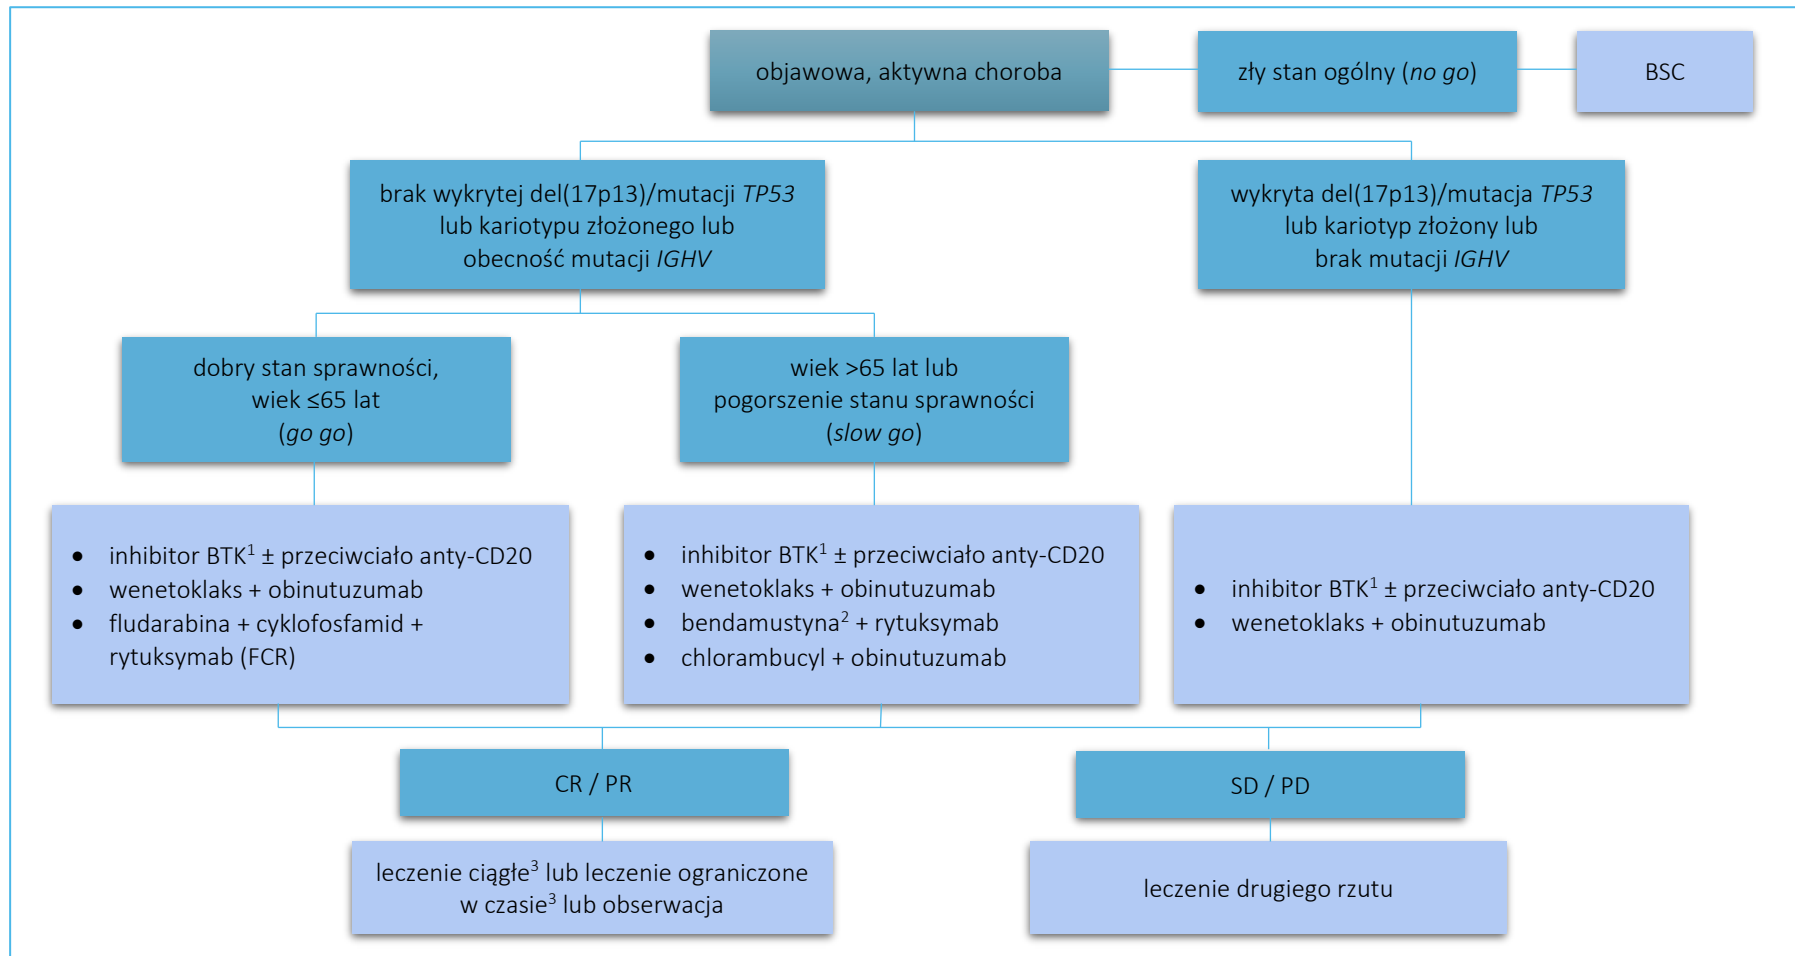 objawowa, aktywna choroba
zły stan ogólny (no go)
BSC
brak wykrytej del(17p13)/mutacji TP53
lub kariotypu złożonego lub
obecność mutacji IGHV
wykryta del(17p13)/mutacja TP53
lub kariotyp złożony lub
brak mutacji IGHV
dobry stan sprawności,
wiek ≤65 lat
(go go)
wiek >65 lat lub
pogorszenie stanu sprawności
(slow go)
• inhibitor BTK¹ ± przeciwciało anty-CD20
• wenetoklaks + obinutuzumab
• fludarabina + cyklofosfamid +
rytuksymab (FCR)
• inhibitor BTK¹ ± przeciwciało anty-CD20
• wenetoklaks + obinutuzumab
• bendamustyna² + rytuksymab
• chlorambucyl + obinutuzumab
• inhibitor BTK¹ ± przeciwciało anty-CD20
• wenetoklaks + obinutuzumab
CR / PR
SD / PD
leczenie ciągłe³ lub leczenie ograniczone
w czasie³ lub obserwacja
leczenie drugiego rzutu